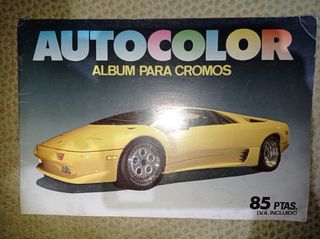 AUTOCOLOR
ALBUM PARA CROMOS
85 PTAS.
I.V.A. INCLUIDO